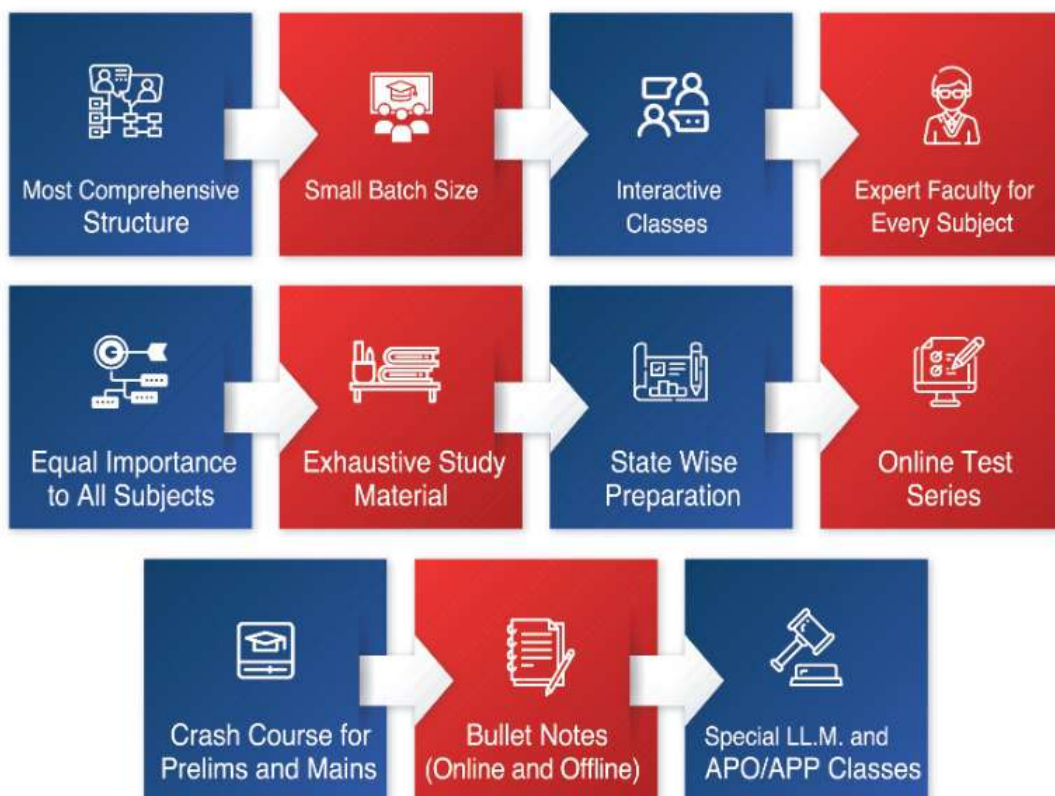 Most Comprehensive
Structure
Small Batch Size
Interactive
Classes
Expert Faculty for
Every Subject
Equal Importance
to All Subjects
Exhaustive Study
Material
State Wise
Preparation
Online Test
Series
Crash Course for
Prelims and Mains
Bullet Notes
(Online and Offline)
Special LL.M. and
APO/APP Classes